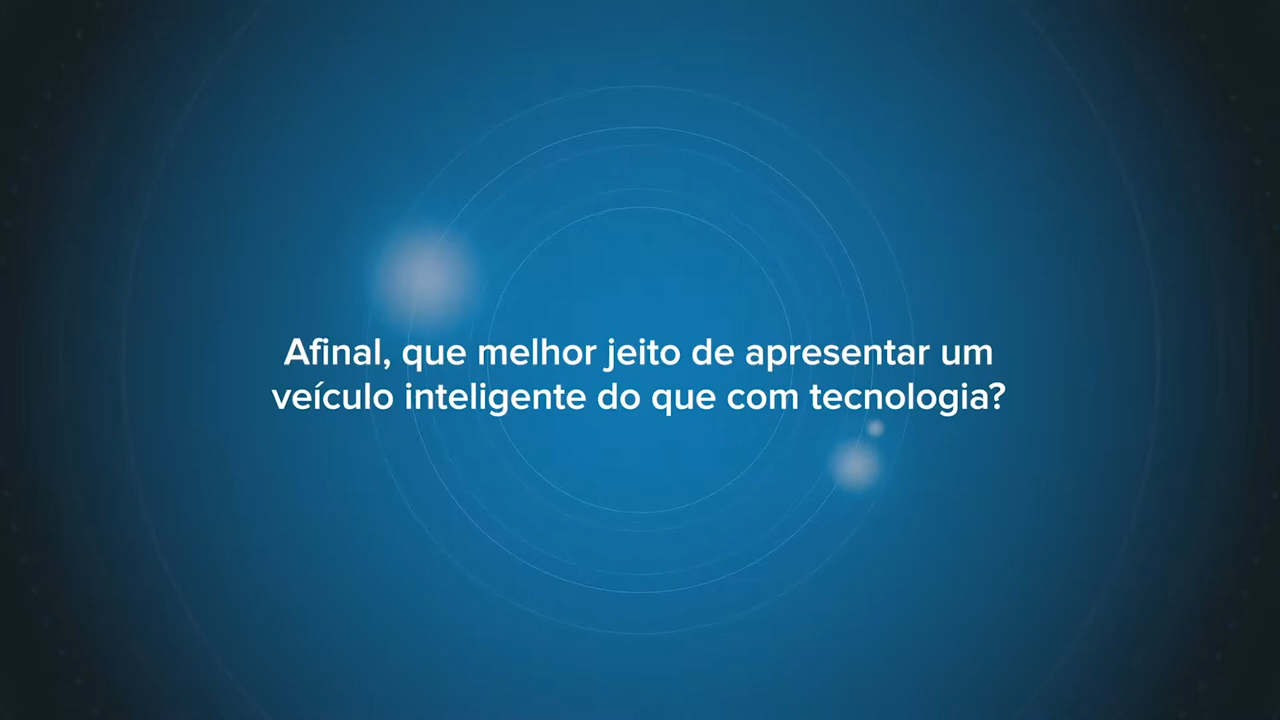 Afinal, que melhor jeito de apresentar um
veículo inteligente do que com tecnologia?